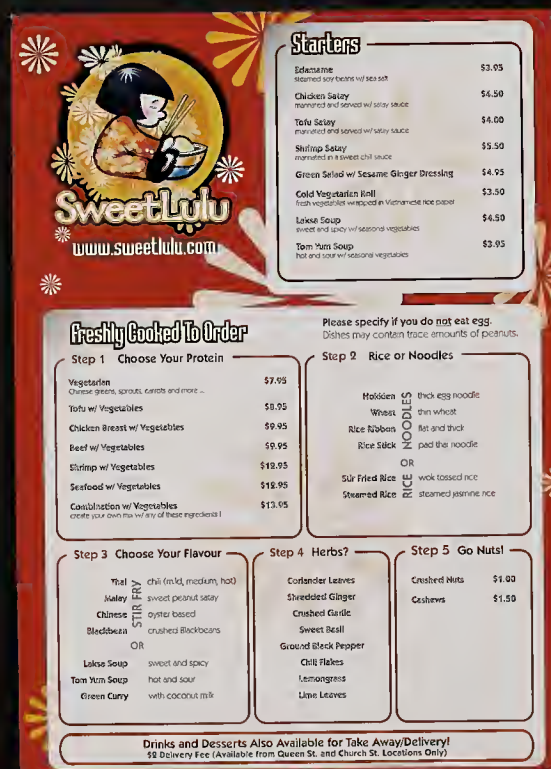 SweetLulu
www.sweetlulu.com
Starters
Edamame $3.95
steamed soy beans w/ sea salt
Chicken Satay $4.50
marinated and served w/ satay sauce
Tofu Satay $4.00
marinated and served w/ satay sauce
Shrimp Satay $5.50
marinated in a sweet chili sauce
Green Salad w/ Sesame Ginger Dressing $4.95
Cold Vegetarian Roll $3.50
fresh vegetables wrapped in Vietnamese rice paper
Laksa Soup $4.50
sweet and spicy w/ seasonal vegetables
Tom Yum Soup $3.95
hot and sour w/ seasonal vegetables
Freshly Cooked To Order
Please specify if you do not eat egg.
Dishes may contain trace amounts of peanuts.
Step 1 Choose Your Protein
Vegetarian $7.95
Chinese greens, sprouts, carrots and more ...
Tofu w/ Vegetables $8.95
Chicken Breast w/ Vegetables $9.95
Beef w/ Vegetables $9.95
Shrimp w/ Vegetables $12.95
Seafood w/ Vegetables $12.95
Combination w/ Vegetables $13.95
create your own mix w/ any of these ingredients !
Step 2 Rice or Noodles
NOODLES
Hokkien thick egg noodle
Wheat thin wheat
Rice Ribbon flat and thick
Rice Stick pad thai noodle
OR
RICE
Stir Fried Rice wok tossed rice
Steamed Rice steamed jasmine rice
Step 3 Choose Your Flavour
STIR FRY
Thai chili (mild, medium, hot)
Malay sweet peanut satay
Chinese oyster based
Blackbean crushed Blackbeans
OR
Laksa Soup sweet and spicy
Tom Yum Soup hot and sour
Green Curry with coconut milk
Step 4 Herbs?
Coriander Leaves
Shredded Ginger
Crushed Garlic
Sweet Basil
Ground Black Pepper
Chili Flakes
Lemongrass
Lime Leaves
Step 5 Go Nuts!
Crushed Nuts $1.00
Cashews $1.50
Drinks and Desserts Also Available for Take Away/Delivery!
$2 Delivery Fee (Available from Queen St. and Church St. Locations Only)